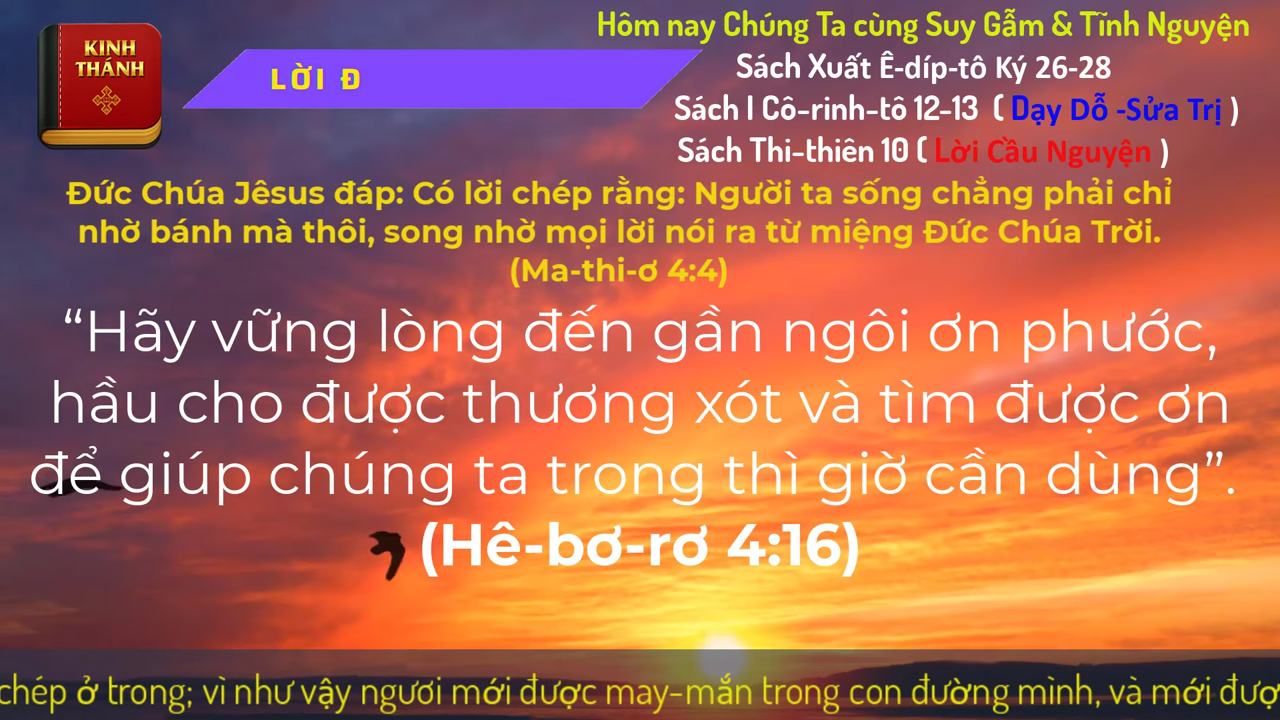 KINH
THÁNH
LỜI Đ
Hôm nay Chúng Ta cùng Suy Gẫm & Tĩnh Nguyện
Sách Xuất Ê-díp-tô Ký 26-28
Sách I Cô-rinh-tô 12-13 ( Dạy Dỗ -Sửa Trị )
Sách Thi-thiên 10 ( Lời Cầu Nguyện )
Đức Chúa Jêsus đáp: Có lời chép rằng: Người ta sống chẳng phải chỉ
nhờ bánh mà thôi, song nhờ mọi lời nói ra từ miệng Đức Chúa Trời.
(Ma-thi-ơ 4:4)
“Hãy vững lòng đến gần ngôi ơn phước,
hầu cho được thương xót và tìm được ơn
để giúp chúng ta trong thì giờ cần dùng”.
(Hê-bơ-rơ 4:16)
chép ở trong; vì như vậy ngươi mới được may-mắn trong con đường mình, và mới đượ